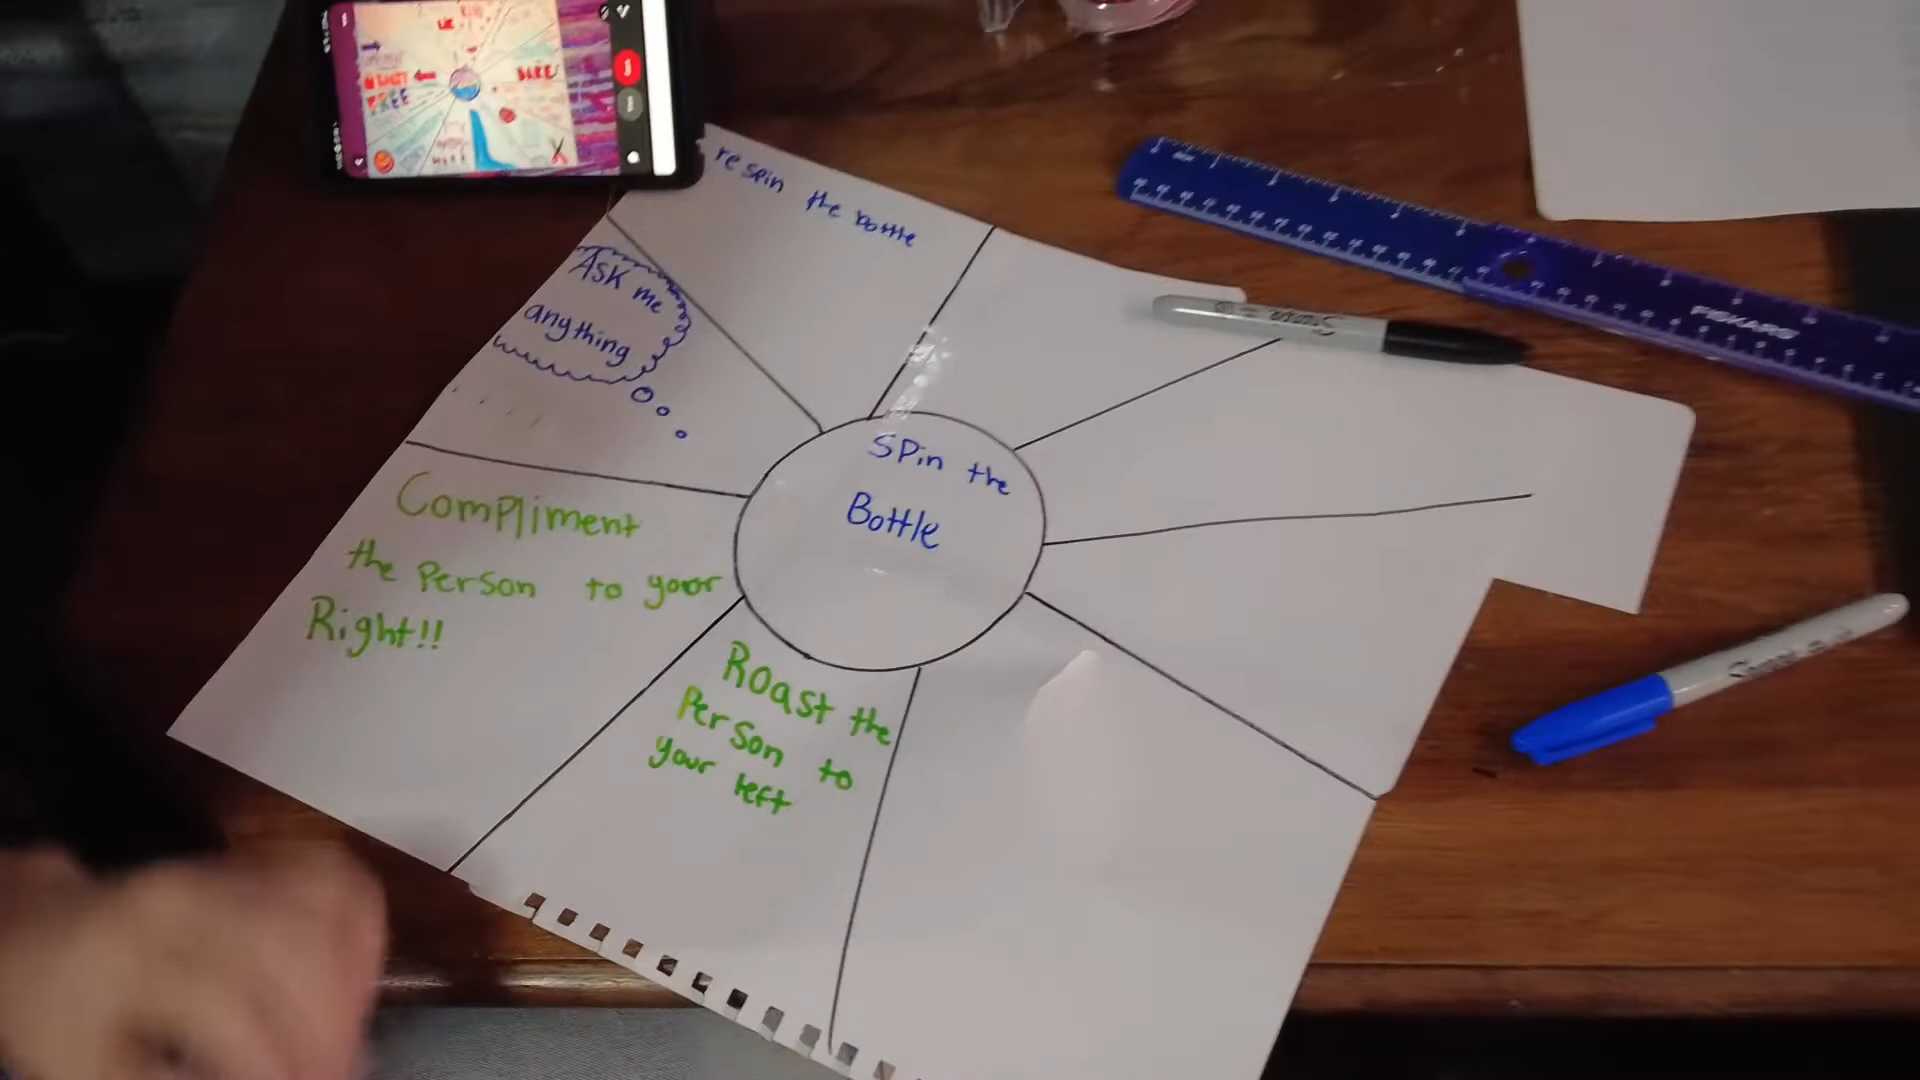 re spin the bottle
Ask me
anything
SPin the
Bottle
Compliment
the Person to your
Right!!
Roast the
Person to
your left
FISKARS
DARES